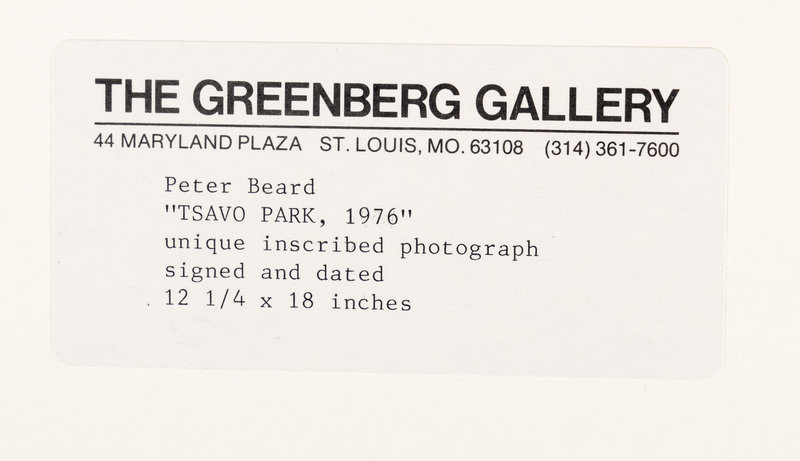 THE GREENBERG GALLERY
44 MARYLAND PLAZA ST. LOUIS, MO. 63108 (314) 361-7600
Peter Beard
"TSAVO PARK, 1976"
unique inscribed photograph
signed and dated
12 1/4 x 18 inches